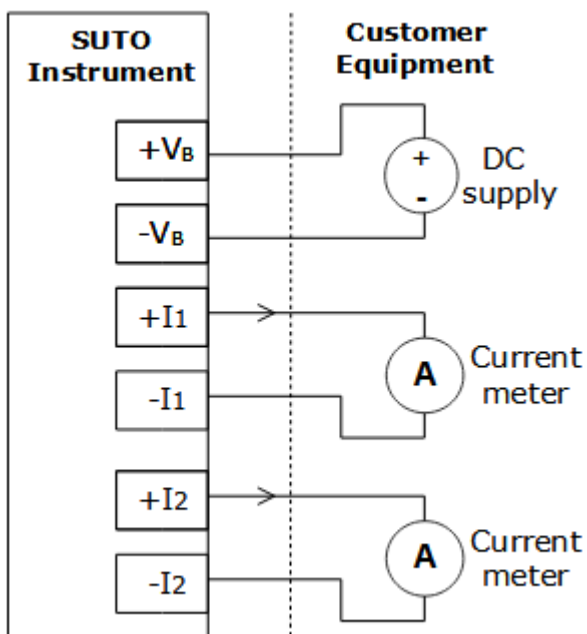 SUTO
Instrument
Customer
Equipment
+VB
-VB
+
-
DC
supply
+I1
-I1
A
Current
meter
+I2
-I2
A
Current
meter